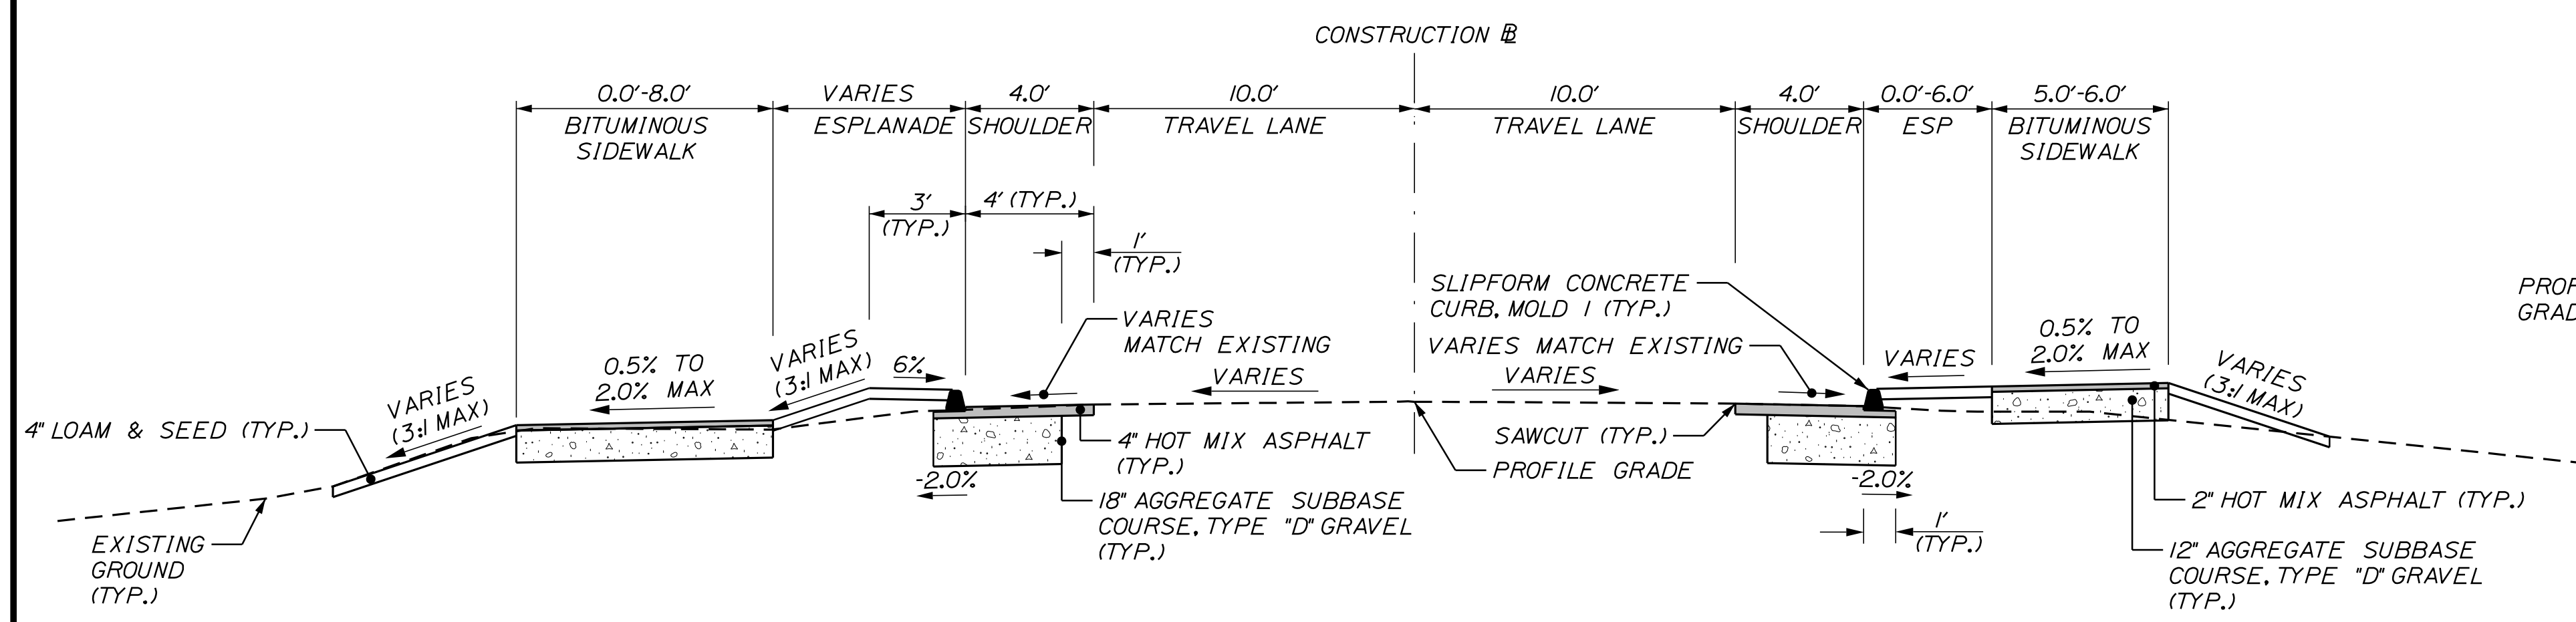 CONSTRUCTION BL
0.0'-8.0'
BITUMINOUS
SIDEWALK
VARIES
ESPLANADE
4.0'
SHOULDER
10.0'
TRAVEL LANE
10.0'
TRAVEL LANE
4.0'
SHOULDER
0.0'-6.0'
ESP
5.0'-6.0'
BITUMINOUS
SIDEWALK
3'
(TYP.)
4' (TYP.)
1'
(TYP.)
SLIPFORM CONCRETE
CURB, MOLD 1 (TYP.)
VARIES
MATCH EXISTING
VARIES MATCH EXISTING
VARIES
VARIES
VARIES
(3:1 MAX)
0.5% TO
2.0% MAX
VARIES
(3:1 MAX)
6%
VARIES
0.5% TO
2.0% MAX
VARIES
(3:1 MAX)
4" LOAM & SEED (TYP.)
EXISTING
GROUND
(TYP.)
-2.0%
4" HOT MIX ASPHALT
(TYP.)
18" AGGREGATE SUBBASE
COURSE, TYPE "D" GRAVEL
(TYP.)
SAWCUT (TYP.)
PROFILE GRADE
-2.0%
1'
(TYP.)
2" HOT MIX ASPHALT (TYP.)
12" AGGREGATE SUBBASE
COURSE, TYPE "D" GRAVEL
(TYP.)